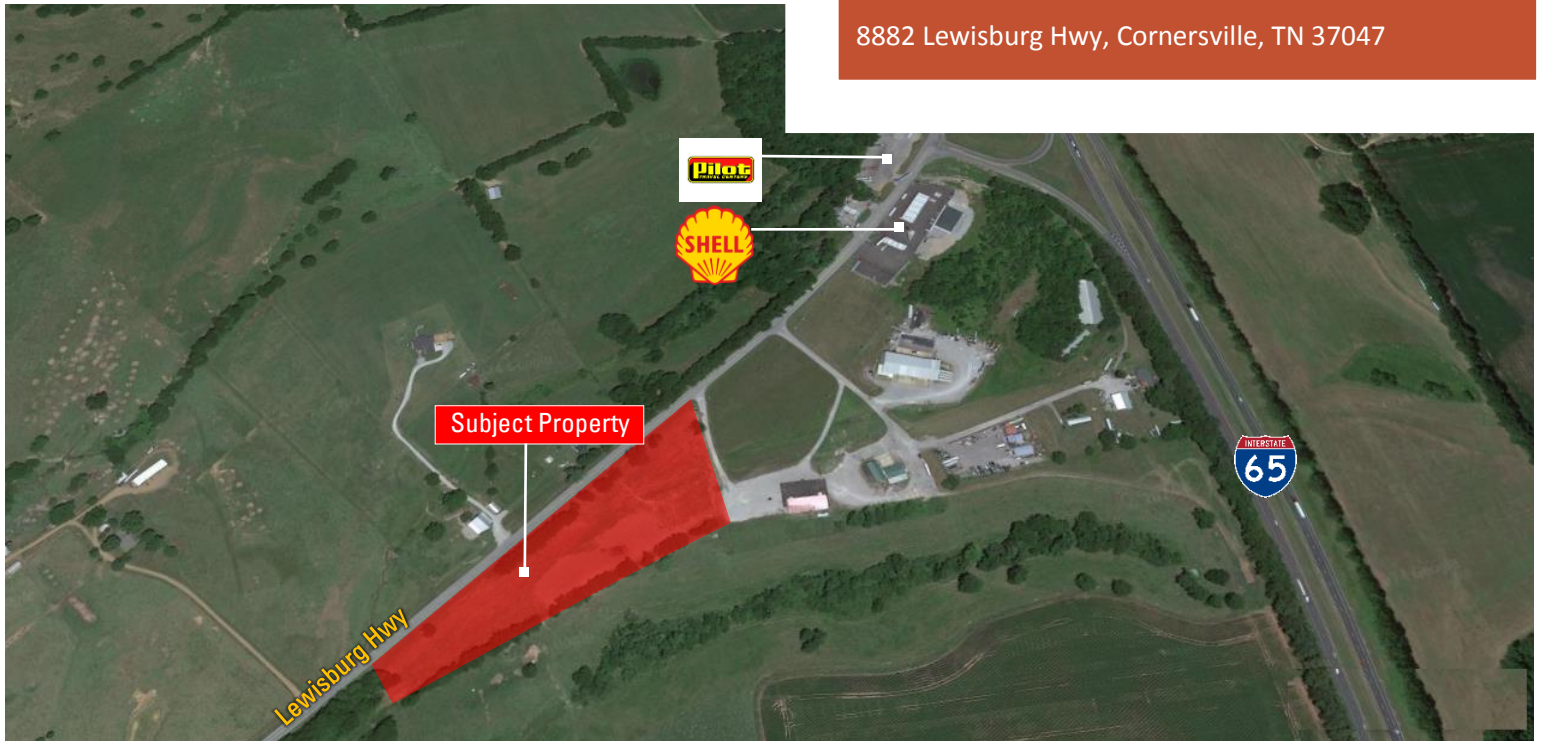 8882 Lewisburg Hwy, Cornersville, TN 37047
Pilot
TRAVEL CENTERS
SHELL
Subject Property
INTERSTATE
65
Lewisburg Hwy